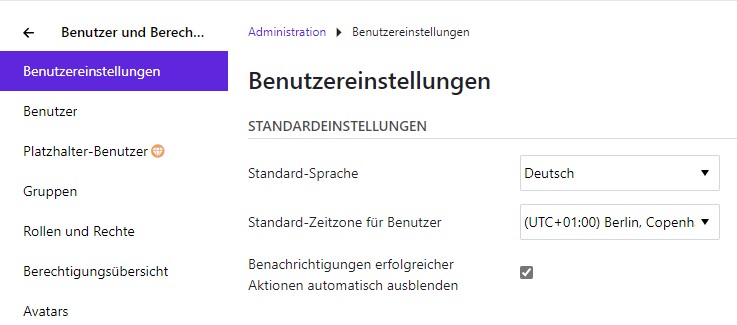 Benutzer und Berech...
Administration Benutzereinstellungen
Benutzereinstellungen
Benutzer
Platzhalter-Benutzer
Gruppen
Rollen und Rechte
Berechtigungsübersicht
Avatars
Benutzereinstellungen
STANDARDEINSTELLUNGEN
Standard-Sprache Deutsch
Standard-Zeitzone für Benutzer (UTC+01:00) Berlin, Copenh
Benachrichtigungen erfolgreicher
Aktionen automatisch ausblenden